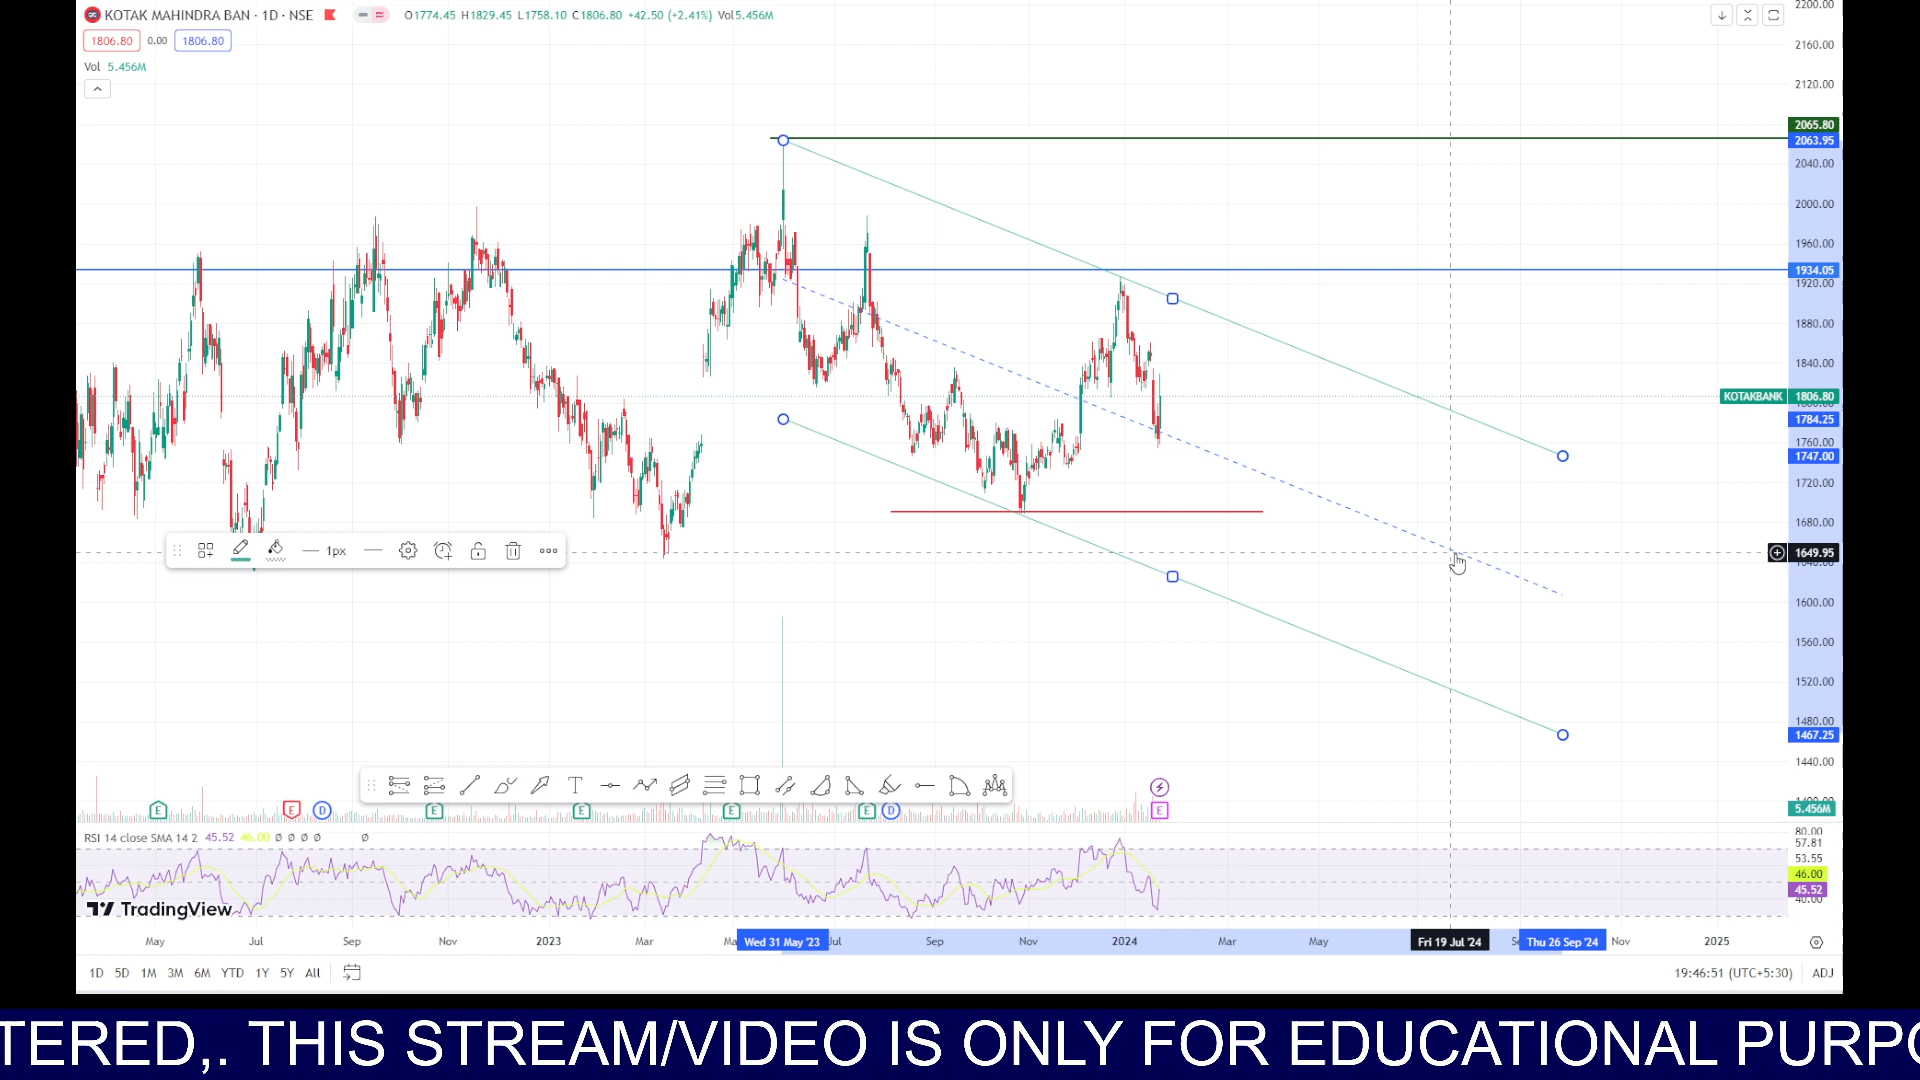 KOTAK MAHINDRA BAN · 1D · NSE O1774.45 H1829.45 L1758.10 C1806.80 +42.50 (+2.41%) Vol5.456M
1806.80 0.00 1806.80
Vol 5.456M
2200.00
2160.00
2120.00
2065.80
2063.95
2040.00
2000.00
1960.00
1934.05
1920.00
1880.00
1840.00
KOTAKBANK 1806.80
1784.25
1760.00
1747.00
1720.00
1680.00
1649.95
1600.00
1560.00
1520.00
1480.00
1467.25
1440.00
1px
T
E E D E E E E D E
5.456M
RSI 14 close SMA 14 2 45.52 46.00 Ø Ø Ø Ø Ø
80.00
57.81
53.55
46.00
45.52
40.00
TradingView
May Jul Sep Nov 2023 Mar Wed 31 May '23 Jul Sep Nov 2024 Mar May Fri 19 Jul '24 Thu 26 Sep '24 Nov 2025
1D 5D 1M 3M 6M YTD 1Y 5Y All 19:46:51 (UTC+5:30) ADJ
TERED,. THIS STREAM/VIDEO IS ONLY FOR EDUCATIONAL PURPO